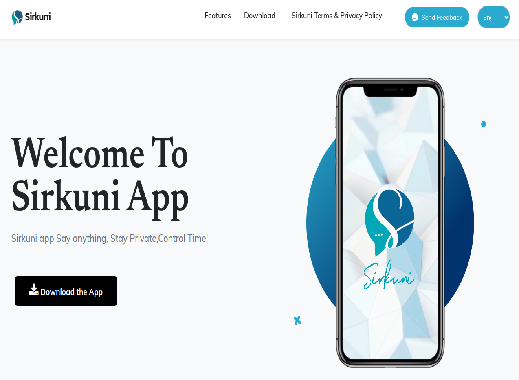 Sirkuni
Features
Download
Sirkuni Terms & Privacy Policy
Send Feedback
Eng
Welcome To
Sirkuni App
Sirkuni app Say anything, Stay Private,Control Time!
Download the App
Sirkuni